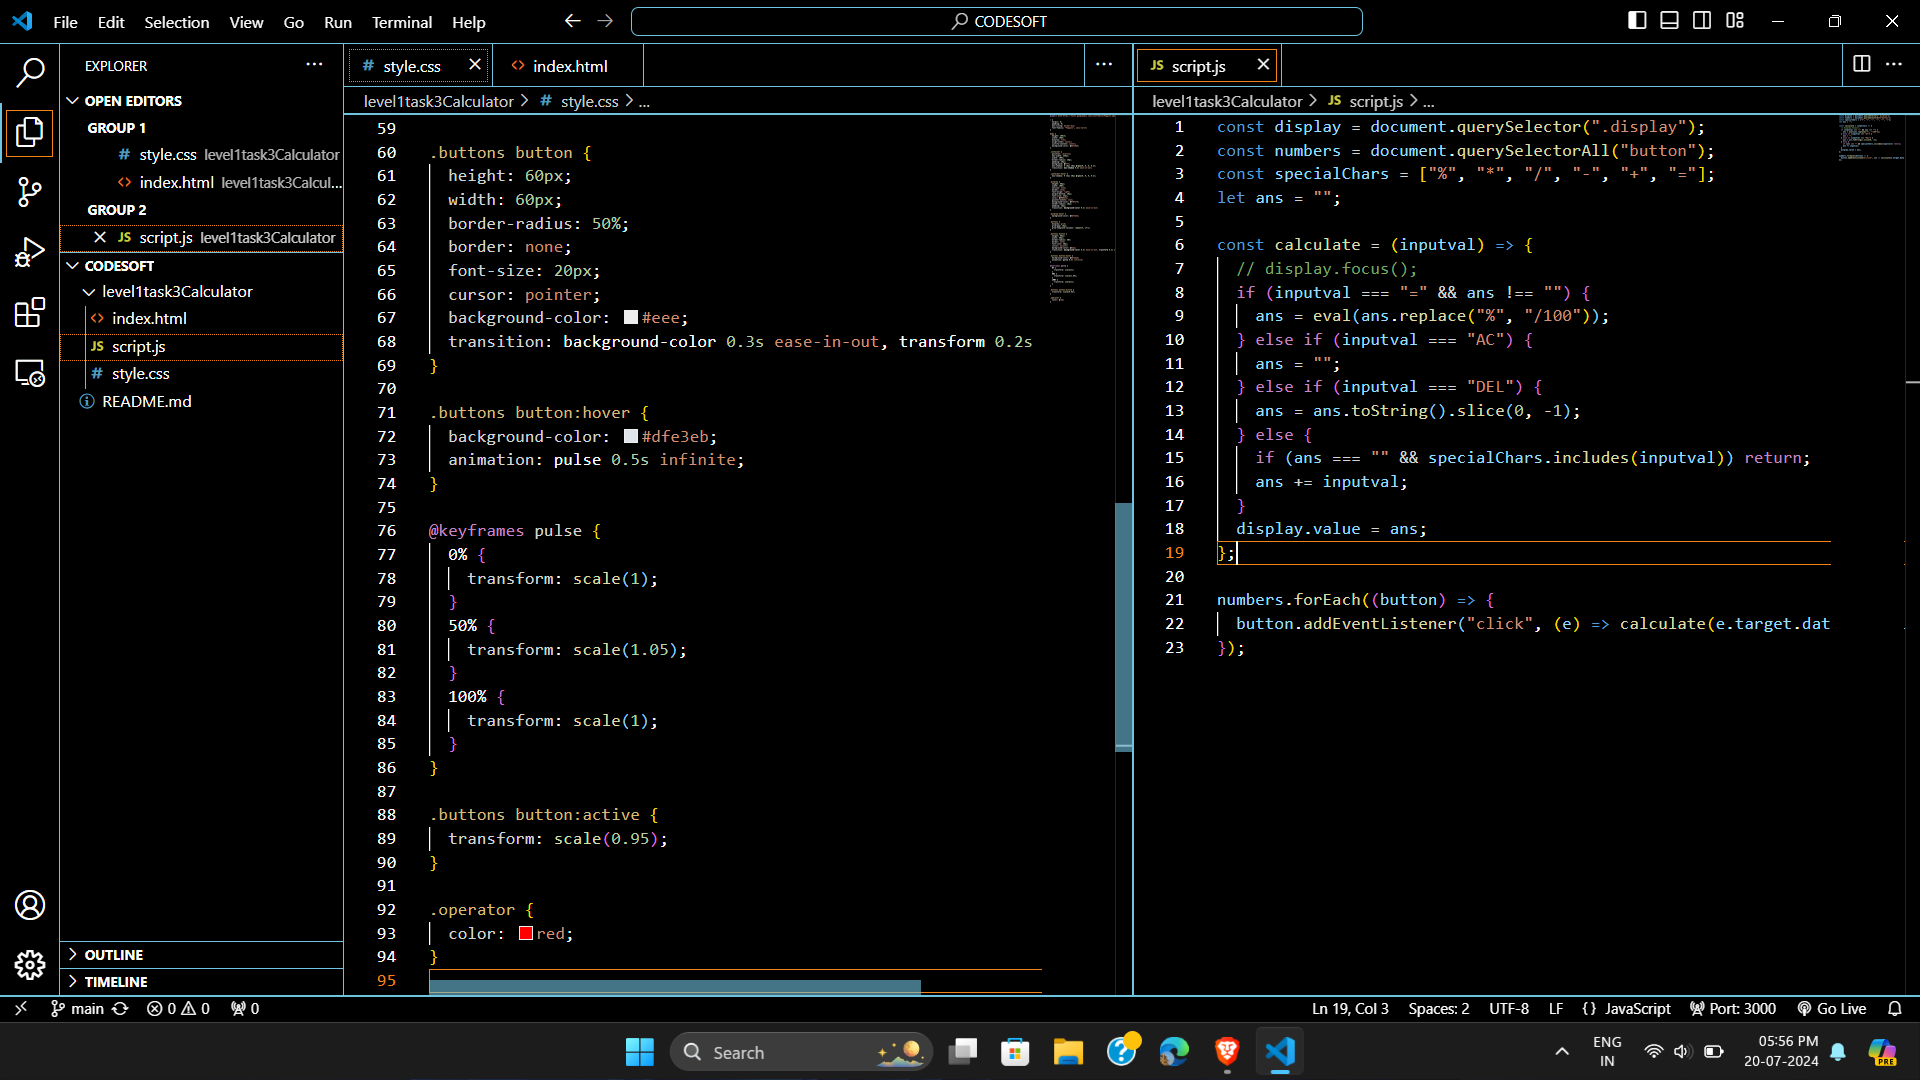 File Edit Selection View Go Run Terminal Help
CODESOFT
EXPLORER
OPEN EDITORS
GROUP 1
# style.css level1task3Calculator
<> index.html level1task3Calcul...
GROUP 2
JS script.js level1task3Calculator
CODESOFT
level1task3Calculator
<> index.html
JS script.js
# style.css
README.md
OUTLINE
TIMELINE
# style.css
<> index.html
level1task3Calculator > # style.css > ...
59
60 .buttons button {
61 height: 60px;
62 width: 60px;
63 border-radius: 50%;
64 border: none;
65 font-size: 20px;
66 cursor: pointer;
67 background-color: #eee;
68 transition: background-color 0.3s ease-in-out, transform 0.2s
69 }
70
71 .buttons button:hover {
72 background-color: #dfe3eb;
73 animation: pulse 0.5s infinite;
74 }
75
76 @keyframes pulse {
77 0% {
78 transform: scale(1);
79 }
80 50% {
81 transform: scale(1.05);
82 }
83 100% {
84 transform: scale(1);
85 }
86 }
87
88 .buttons button:active {
89 transform: scale(0.95);
90 }
91
92 .operator {
93 color: red;
94 }
95
JS script.js
level1task3Calculator > JS script.js > ...
1 const display = document.querySelector(".display");
2 const numbers = document.querySelectorAll("button");
3 const specialChars = ["%", "*", "/", "-", "+", "="];
4 let ans = "";
5
6 const calculate = (inputval) => {
7 // display.focus();
8 if (inputval === "=" && ans !== "") {
9 ans = eval(ans.replace("%", "/100"));
10 } else if (inputval === "AC") {
11 ans = "";
12 } else if (inputval === "DEL") {
13 ans = ans.toString().slice(0, -1);
14 } else {
15 if (ans === "" && specialChars.includes(inputval)) return;
16 ans += inputval;
17 }
18 display.value = ans;
19 };
20
21 numbers.forEach((button) => {
22 button.addEventListener("click", (e) => calculate(e.target.dat
23 });
main 0 0 0
Ln 19, Col 3 Spaces: 2 UTF-8 LF {} JavaScript Port: 3000 Go Live
Search
ENG
IN
05:56 PM
20-07-2024
PRE